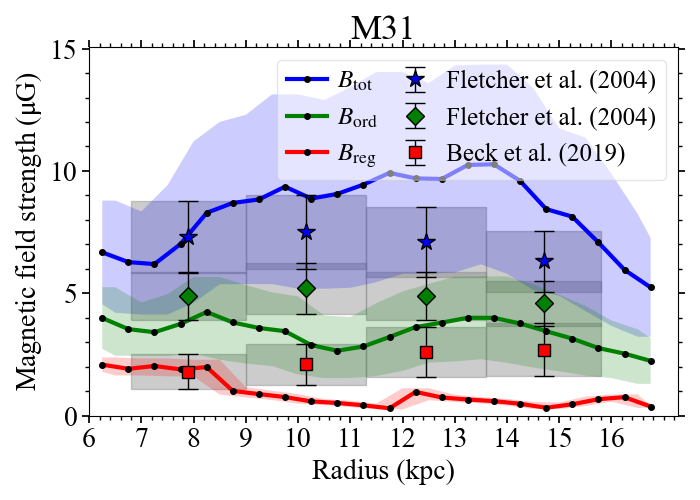 M31
Magnetic field strength (μG)
15
10
5
0
B_tot
B_ord
B_reg
Fletcher et al. (2004)
Fletcher et al. (2004)
Beck et al. (2019)
6 7 8 9 10 11 12 13 14 15 16
Radius (kpc)